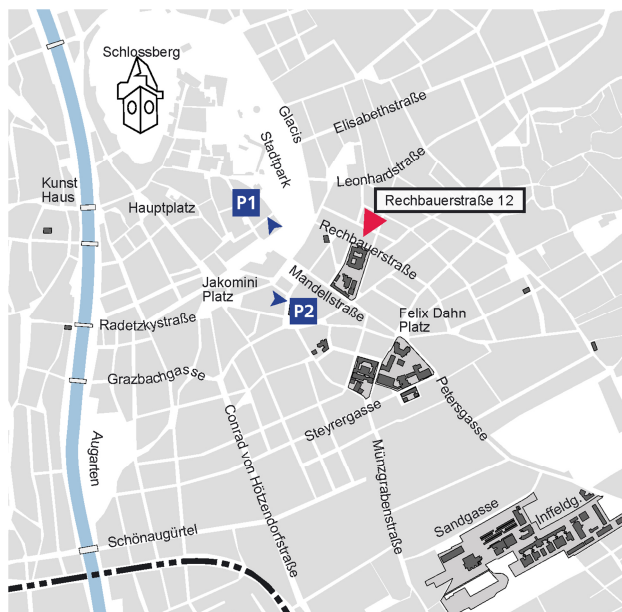 Schlossberg
Glacis
Stadtpark
Elisabethstraße
Leonhardstraße
Kunst
Haus
Hauptplatz
P1
Rechbauerstraße 12
Rechbauerstraße
Jakomini
Platz
Mandellstraße
P2
Felix Dahn
Platz
Radetzkystraße
Grazbachgasse
Steyrergasse
Petersgasse
Augarten
Conrad von Hötzendorfstraße
Münzgrabenstraße
Sandgasse
Inffeldg.
Schönaugürtel